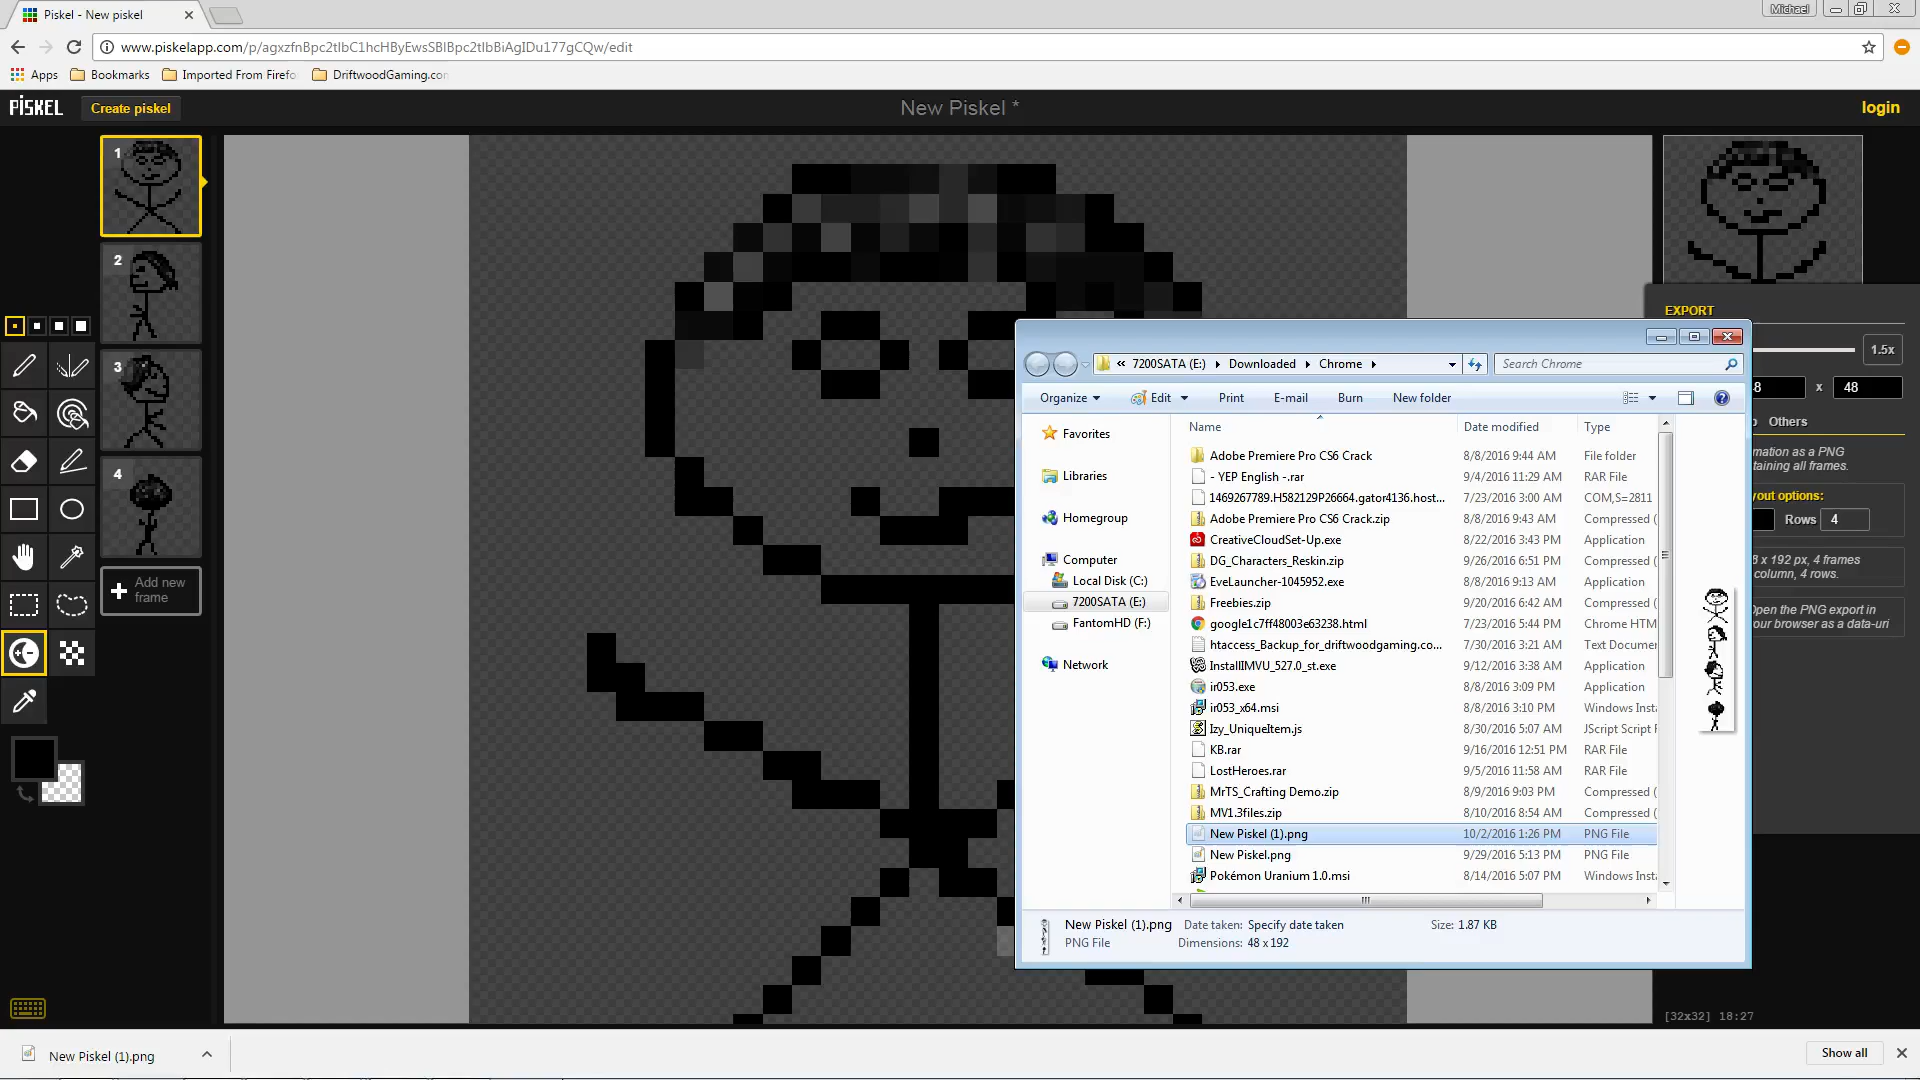 Piskel - New piskel
Michael
www.piskelapp.com/p/agxzfnBpc2tlbC1hcHByEwsSBlBpc2tlbBiAgIDu177gCQw/edit
Apps
Bookmarks
Imported From Firefo
DriftwoodGaming.con
PiSKEL
Create piskel
New Piskel *
login
1
2
3
4
Add new
frame
EXPORT
1.5x
8
x
48
Others
mation as a PNG
taining all frames.
yout options:
Rows
4
8 x 192 px, 4 frames
column, 4 rows.
Open the PNG export in
your browser as a data-uri
« 7200SATA (E:)
Downloaded
Chrome
Search Chrome
Organize
Edit
Print
E-mail
Burn
New folder
Favorites
Libraries
Homegroup
Computer
Local Disk (C:)
7200SATA (E:)
FantomHD (F:)
Network
Name
Date modified
Type
Adobe Premiere Pro CS6 Crack 8/8/2016 9:44 AM File folder
- YEP English -.rar 9/4/2016 11:29 AM RAR File
1469267789.H582129P26664.gator4136.host... 7/23/2016 3:00 AM COM,S=2811
Adobe Premiere Pro CS6 Crack.zip 8/8/2016 9:43 AM Compressed (
CreativeCloudSet-Up.exe 8/22/2016 3:43 PM Application
DG_Characters_Reskin.zip 9/26/2016 6:51 PM Compressed (
EveLauncher-1045952.exe 8/8/2016 9:13 AM Application
Freebies.zip 9/20/2016 6:42 AM Compressed (
google1c7ff48003e63238.html 7/23/2016 5:44 PM Chrome HTM
htaccess_Backup_for_driftwoodgaming.co... 7/30/2016 3:21 AM Text Docume
InstallIMVU_527.0_st.exe 9/12/2016 3:38 AM Application
ir053.exe 8/8/2016 3:09 PM Application
ir053_x64.msi 8/8/2016 3:10 PM Windows Insta
Izy_UniqueItem.js 8/30/2016 5:07 AM JScript Script F
KB.rar 9/16/2016 12:51 PM RAR File
LostHeroes.rar 9/5/2016 11:58 AM RAR File
MrTS_Crafting Demo.zip 8/9/2016 9:03 PM Compressed (
MV1.3files.zip 8/10/2016 8:54 AM Compressed (
New Piskel (1).png 10/2/2016 1:26 PM PNG File
New Piskel.png 9/29/2016 5:13 PM PNG File
Pokémon Uranium 1.0.msi 8/14/2016 5:07 PM Windows Insta
New Piskel (1).png Date taken: Specify date taken Size: 1.87 KB
PNG File Dimensions: 48 x 192
[32x32] 18:27
New Piskel (1).png
Show all